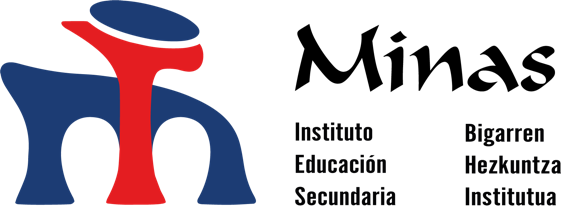 Minas
Instituto
Educación
Secundaria
Bigarren
Hezkuntza
Institutua